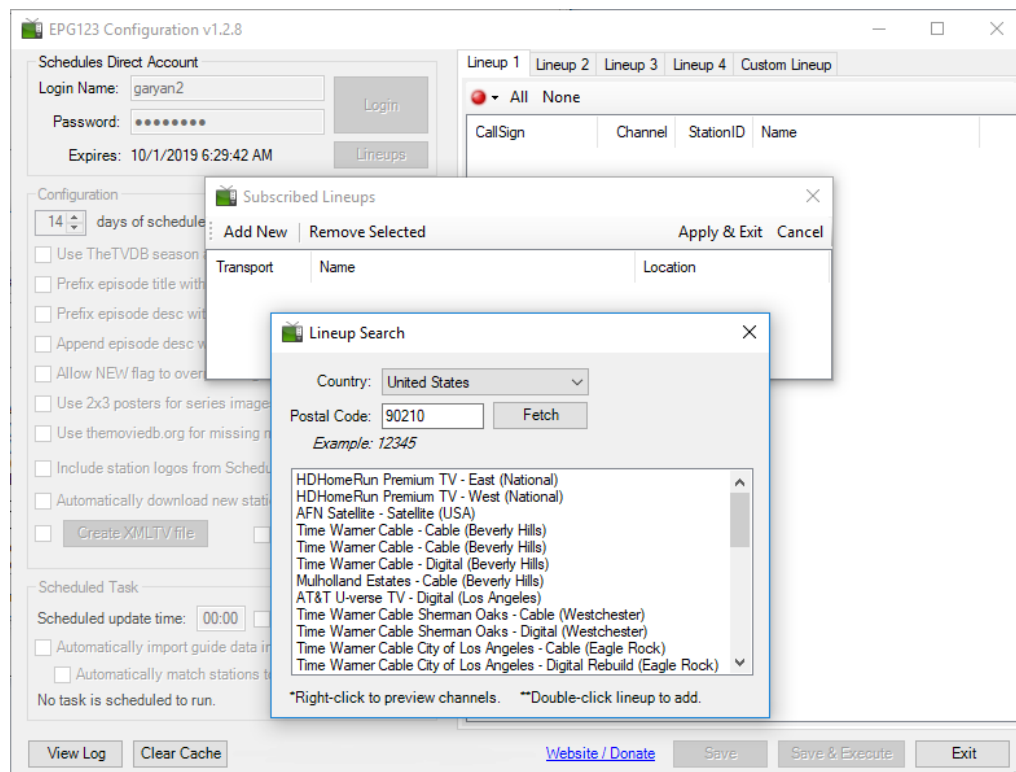 EPG123 Configuration v1.2.8
Schedules Direct Account
Login Name: garyan2
Login
Password: ●●●●●●●●
Expires: 10/1/2019 6:29:42 AM
Lineups
Configuration
14 days of schedule
Use TheTVDB season
Prefix episode title with
Prefix episode desc wit
Append episode desc w
Allow NEW flag to overr
Use 2x3 posters for series image
Use themoviedb.org for missing m
Include station logos from Schedu
Automatically download new stati
Create XMLTV file
Scheduled Task
Scheduled update time: 00:00
Automatically import guide data in
Automatically match stations t
No task is scheduled to run.
View Log Clear Cache
Lineup 1 Lineup 2 Lineup 3 Lineup 4 Custom Lineup
All None
CallSign Channel StationID Name
Subscribed Lineups
Add New Remove Selected Apply & Exit Cancel
Transport Name Location
Lineup Search
Country: United States
Postal Code: 90210 Fetch
Example: 12345
HDHomeRun Premium TV - East (National)
HDHomeRun Premium TV - West (National)
AFN Satellite - Satellite (USA)
Time Warner Cable - Cable (Beverly Hills)
Time Warner Cable - Cable (Beverly Hills)
Time Warner Cable - Digital (Beverly Hills)
Mulholland Estates - Cable (Beverly Hills)
AT&T U-verse TV - Digital (Los Angeles)
Time Warner Cable Sherman Oaks - Cable (Westchester)
Time Warner Cable Sherman Oaks - Digital (Westchester)
Time Warner Cable City of Los Angeles - Cable (Eagle Rock)
Time Warner Cable City of Los Angeles - Digital Rebuild (Eagle Rock)
*Right-click to preview channels. **Double-click lineup to add.
Website / Donate Save Save & Execute Exit